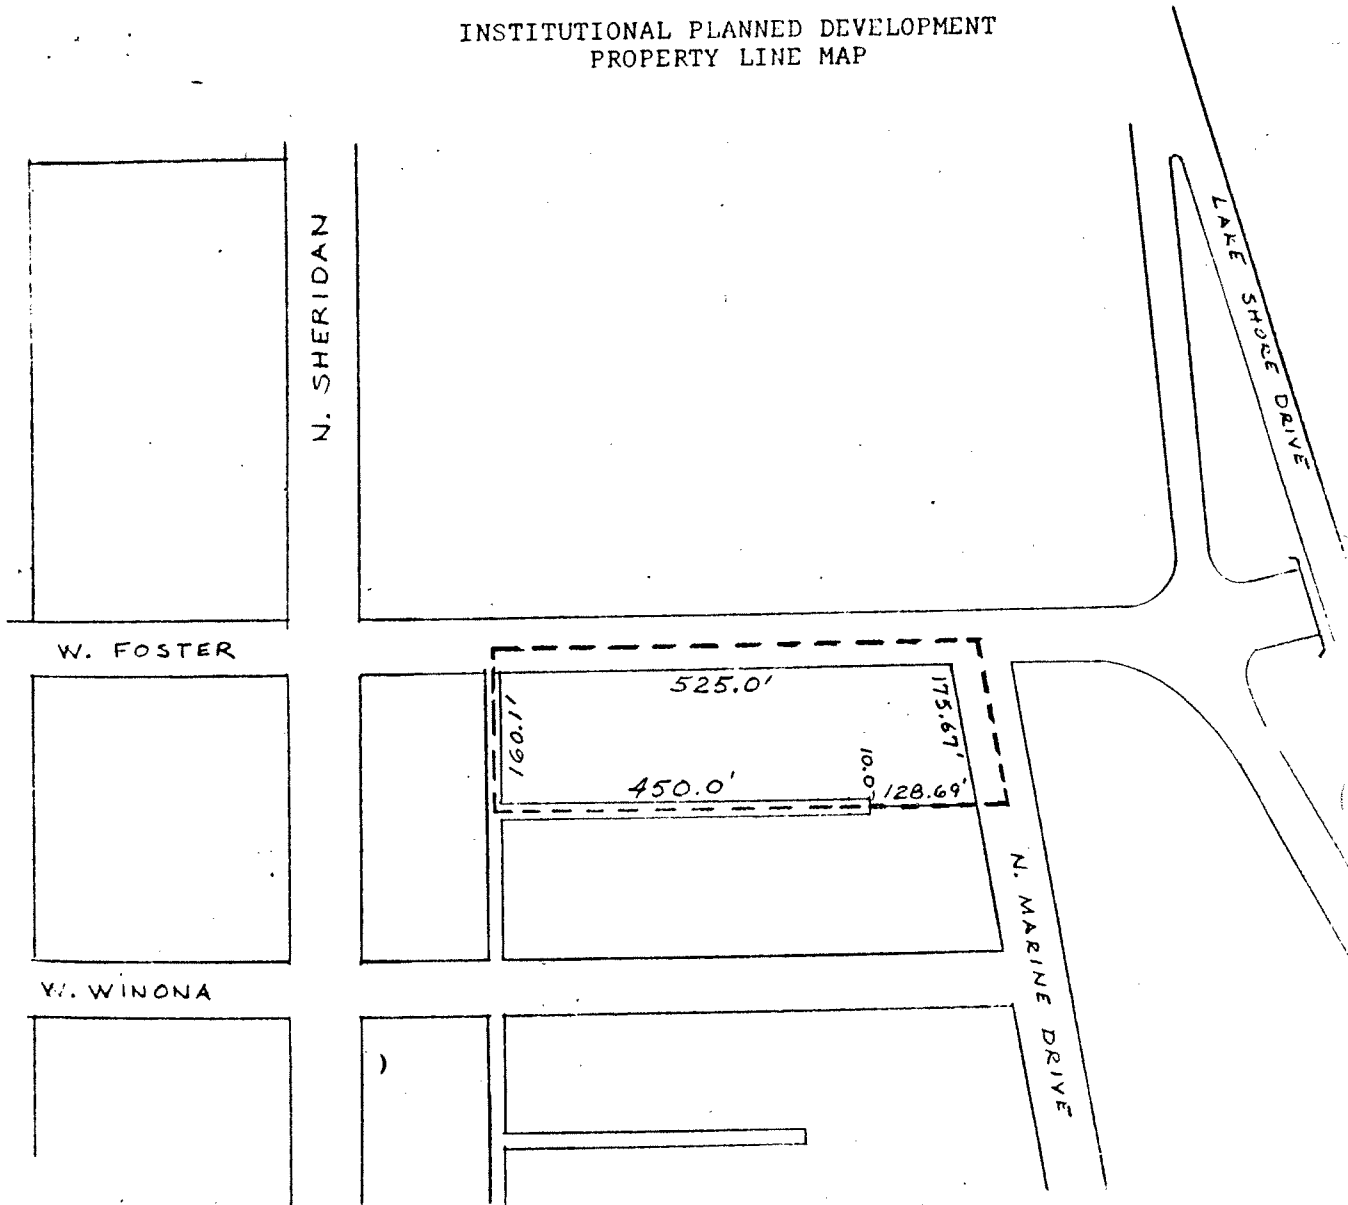 INSTITUTIONAL PLANNED DEVELOPMENT
PROPERTY LINE MAP
LAKE SHORE DRIVE
N. SHERIDAN
W. FOSTER
525.0'
175.67'
160.1'
450.0'
10.0'
128.69'
N. MARINE DRIVE
W. WINONA